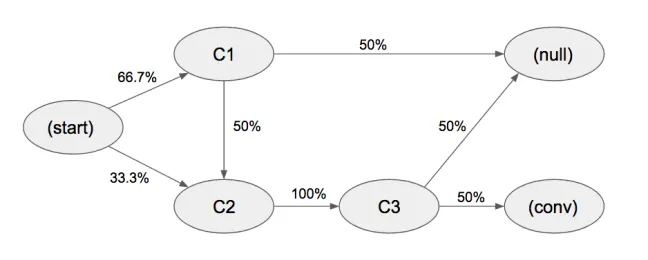 C1
50%
(null)
66.7%
(start)
50%
50%
33.3%
C2
100%
C3
50%
(conv)